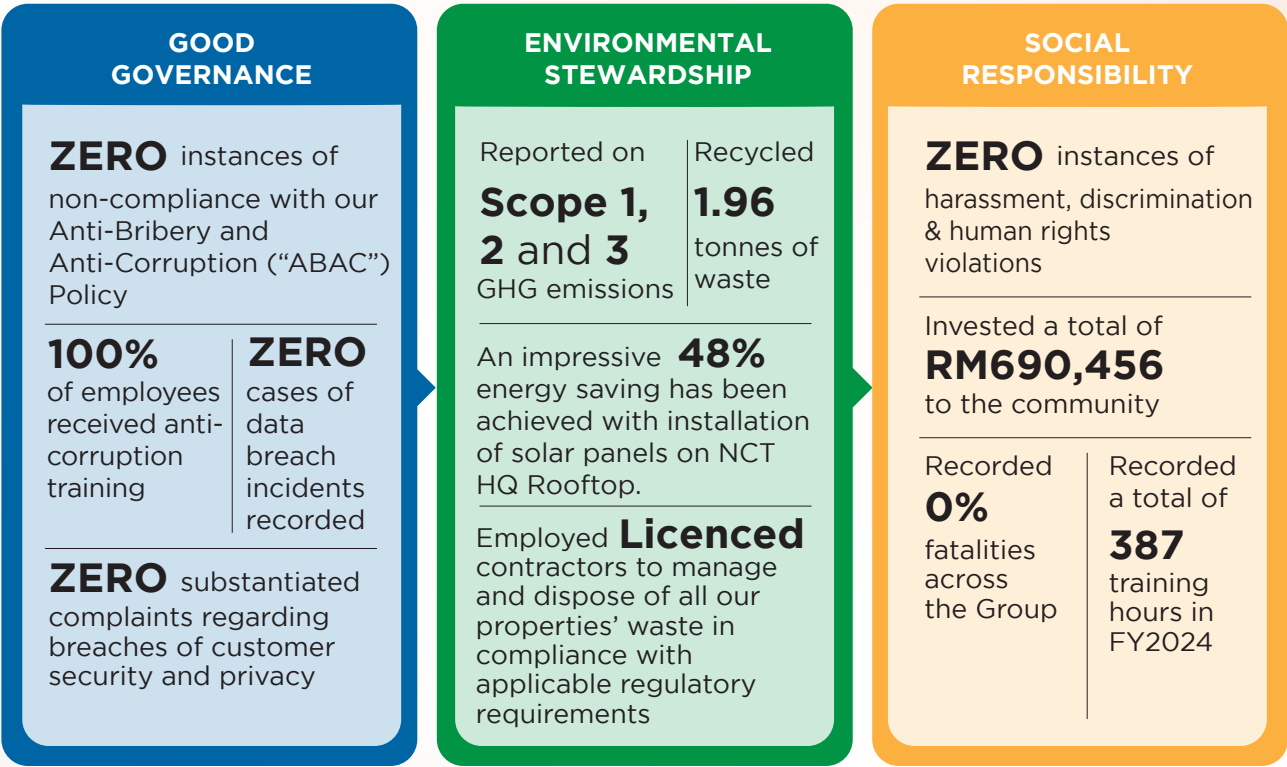 GOOD
GOVERNANCE
ZERO instances of
non-compliance with our
Anti-Bribery and
Anti-Corruption (“ABAC”)
Policy
100%
of employees
received anti-
corruption
training
ZERO
cases of
data
breach
incidents
recorded
ZERO substantiated
complaints regarding
breaches of customer
security and privacy
ENVIRONMENTAL
STEWARDSHIP
Reported on
Scope 1,
2 and 3
GHG emissions
Recycled
1.96
tonnes of
waste
An impressive 48%
energy saving has been
achieved with installation
of solar panels on NCT
HQ Rooftop.
Employed Licenced
contractors to manage
and dispose of all our
properties’ waste in
compliance with
applicable regulatory
requirements
SOCIAL
RESPONSIBILITY
ZERO instances of
harassment, discrimination
& human rights
violations
Invested a total of
RM690,456
to the community
Recorded
0%
fatalities
across
the Group
Recorded
a total of
387
training
hours in
FY2024